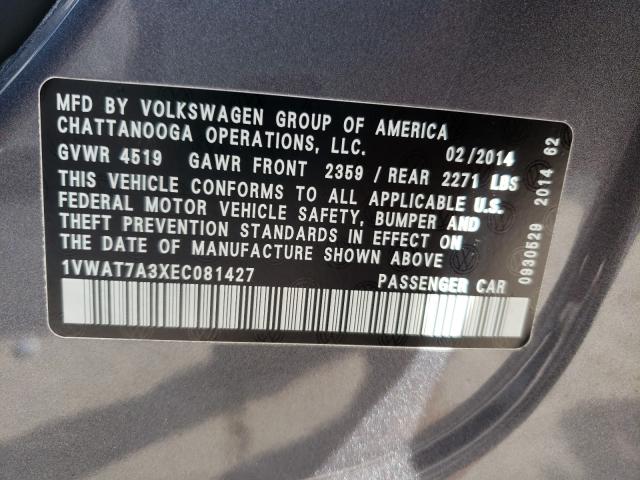 MFD BY VOLKSWAGEN GROUP OF AMERICA
CHATTANOOGA OPERATIONS, LLC. 02/2014
GVWR 4519 GAWR FRONT 2359 / REAR 2271 LBS
THIS VEHICLE CONFORMS TO ALL APPLICABLE U.S.
FEDERAL MOTOR VEHICLE SAFETY, BUMPER AND
THEFT PREVENTION STANDARDS IN EFFECT ON
THE DATE OF MANUFACTURE SHOWN ABOVE
1VWAT7A3XEC081427 PASSENGER CAR
0930529 2014 62